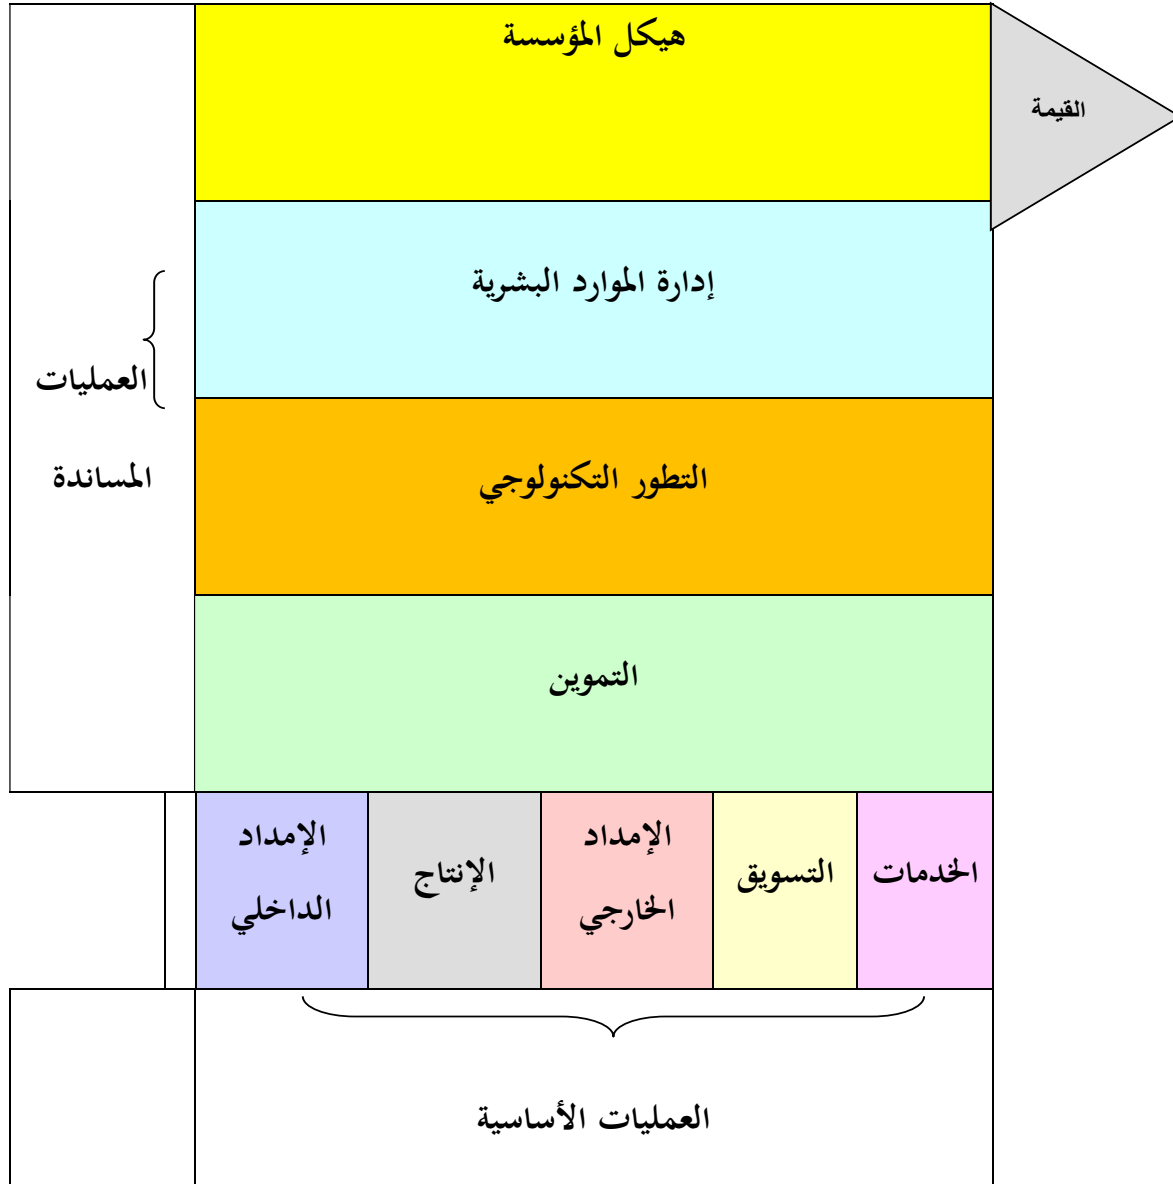 هيكل المؤسسة
القيمة
إدارة الموارد البشرية
العمليات
المساندة
التطور التكنولوجي
التموين
الإمداد
الداخلي
الإنتاج
الإمداد
الخارجي
التسويق
الخدمات
العمليات الأساسية